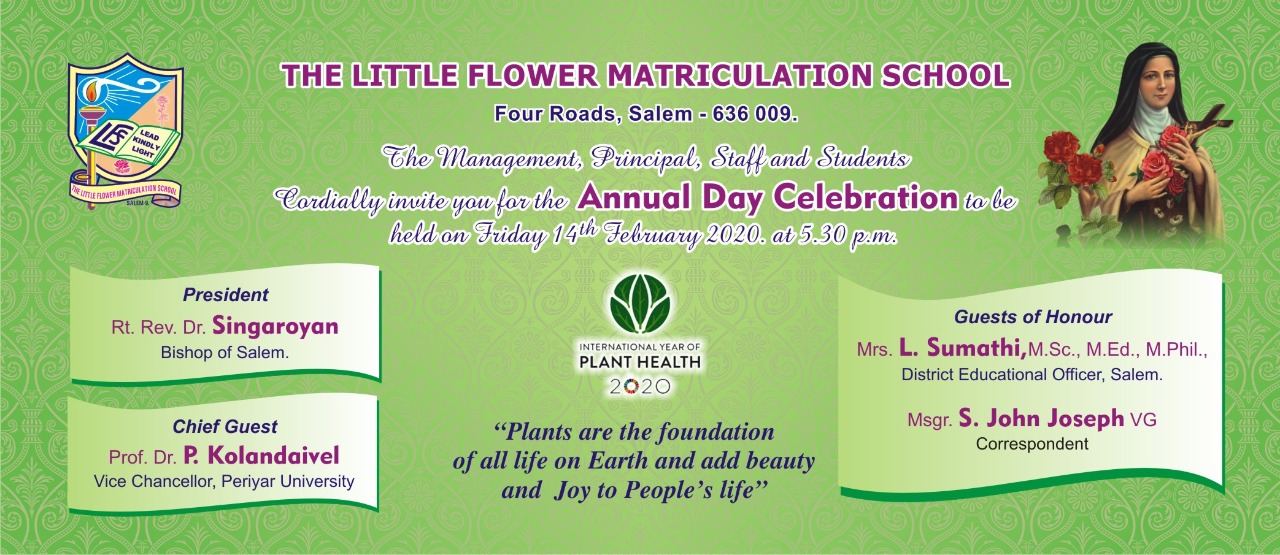 THE LITTLE FLOWER MATRICULATION SCHOOL
Four Roads, Salem - 636 009.
The Management, Principal, Staff and Students
Cordially invite you for the Annual Day Celebration to be
held on Friday 14th February 2020. at 5.30 p.m.
LFS
LEAD
KINDLY
LIGHT
THE LITTLE FLOWER MATRICULATION SCHOOL
SALEM-9.
President
Rt. Rev. Dr. Singaroyan
Bishop of Salem.
Chief Guest
Prof. Dr. P. Kolandaivel
Vice Chancellor, Periyar University
INTERNATIONAL YEAR OF
PLANT HEALTH
2020
“Plants are the foundation
of all life on Earth and add beauty
and Joy to People’s life”
Guests of Honour
Mrs. L. Sumathi, M.Sc., M.Ed., M.Phil.,
District Educational Officer, Salem.
Msgr. S. John Joseph VG
Correspondent